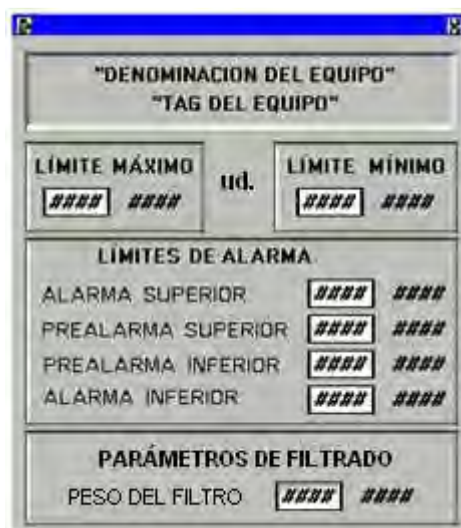 "DENOMINACION DEL EQUIPO"
"TAG DEL EQUIPO"
LÍMITE MÁXIMO
#### ####
ud.
LÍMITE MÍNIMO
#### ####
LÍMITES DE ALARMA
ALARMA SUPERIOR #### ####
PREALARMA SUPERIOR #### ####
PREALARMA INFERIOR #### ####
ALARMA INFERIOR #### ####
PARÁMETROS DE FILTRADO
PESO DEL FILTRO #### ####